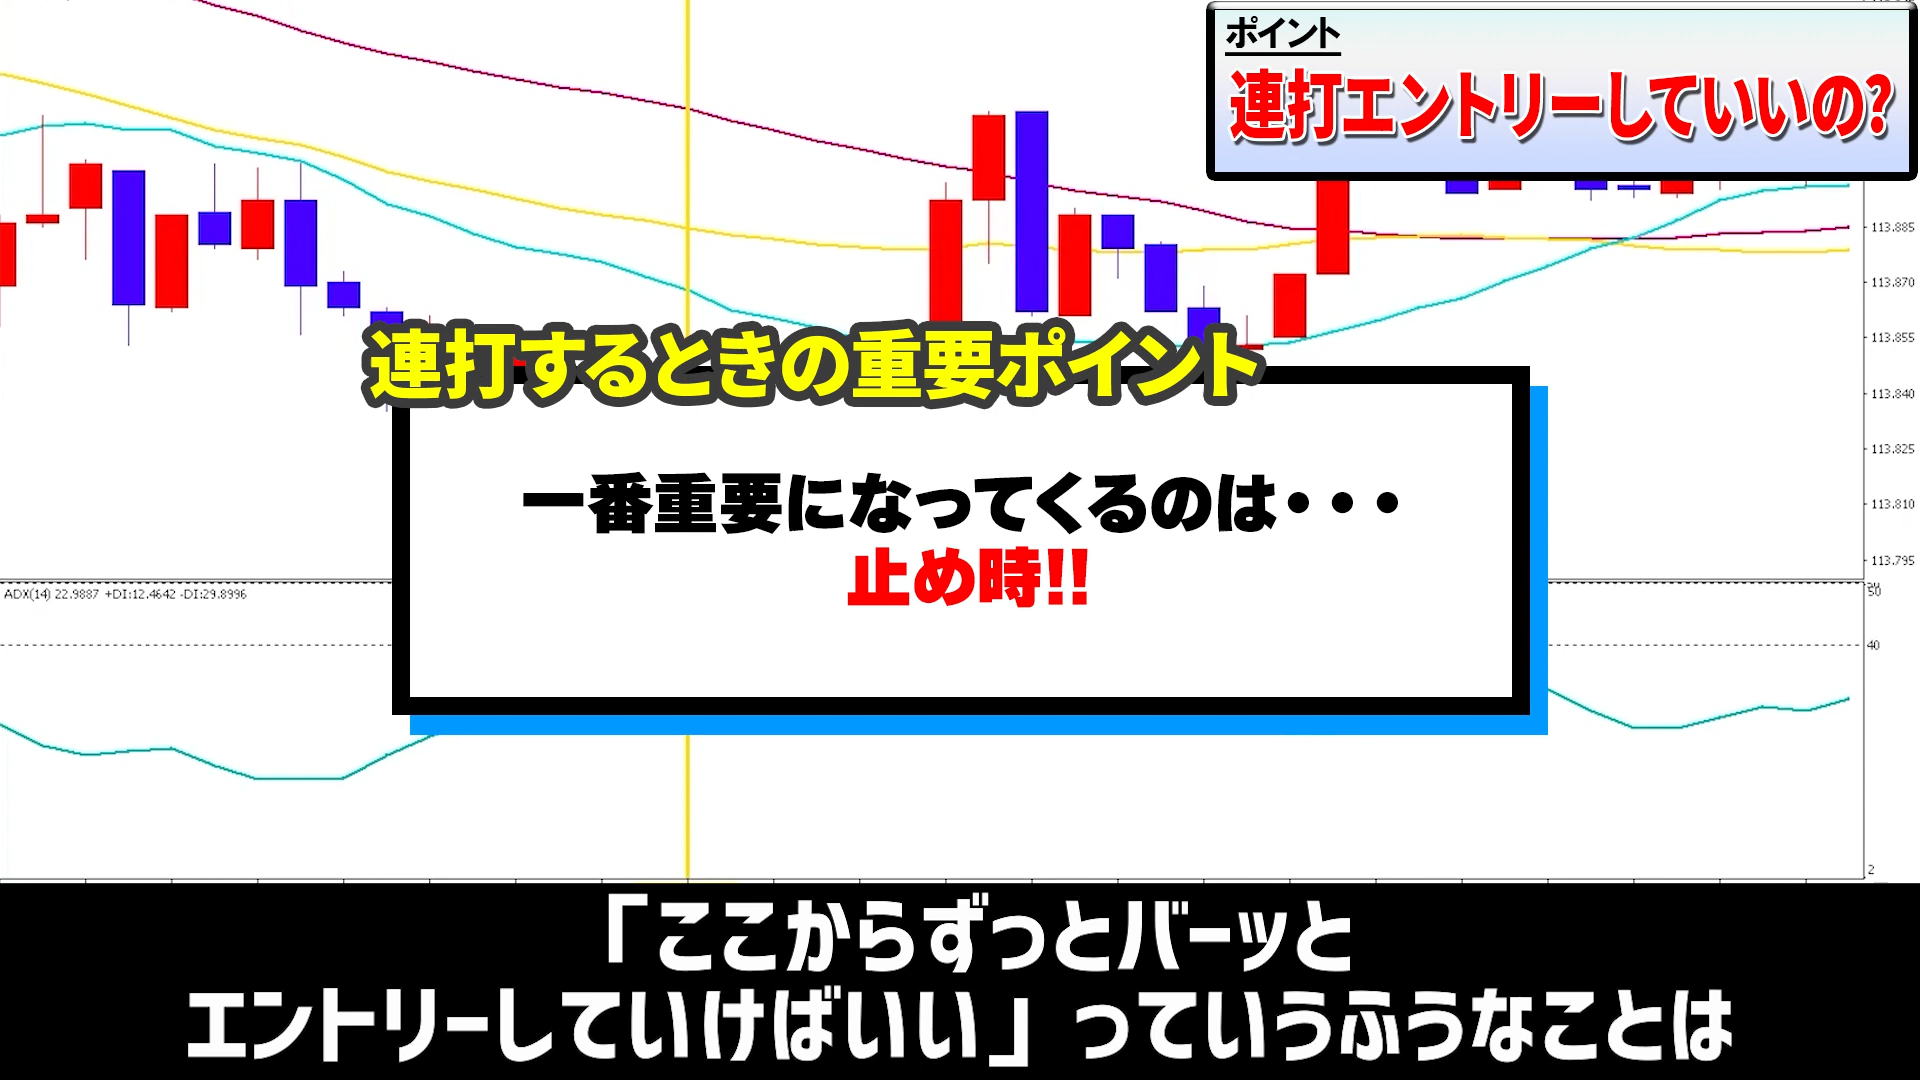 ポイント
連打エントリーしていいの?
113.885
113.870
113.855
連打するときの重要ポイント
113.840
113.825
一番重要になってくるのは・・・
113.810
113.795
止め時!!
ADX(14) 22.9887 +DI:12.4642 -DI:29.8996
50
40
2
「ここからずっとバーッと
エントリーしていけばいい」っていうふうなことは